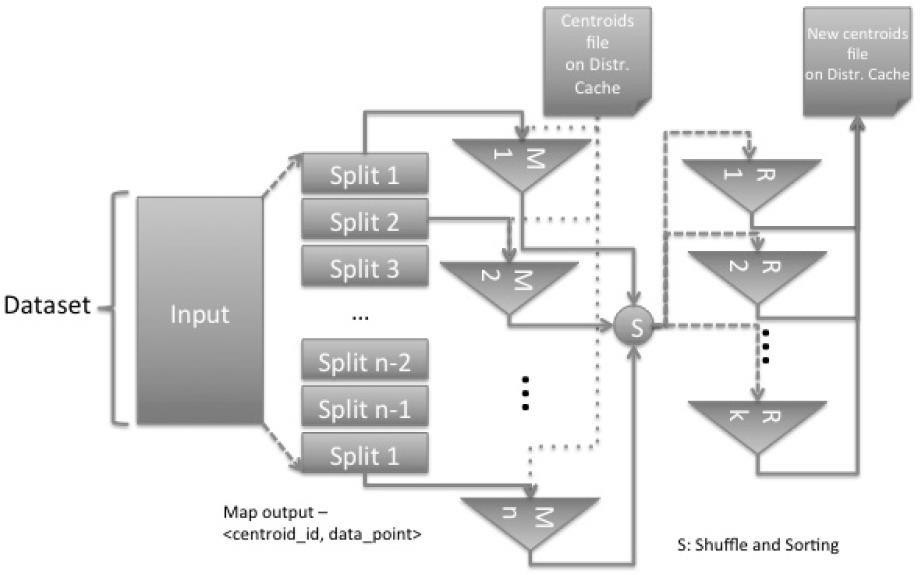 Centroids
file
on Distr.
Cache
New centroids
file
on Distr. Cache
Dataset
Input
Split 1
Split 2
Split 3
...
Split n-2
Split n-1
Split 1
M
1
M
2
M
n
S
R
1
R
2
R
k
Map output –
<centroid_id, data_point>
S: Shuffle and Sorting